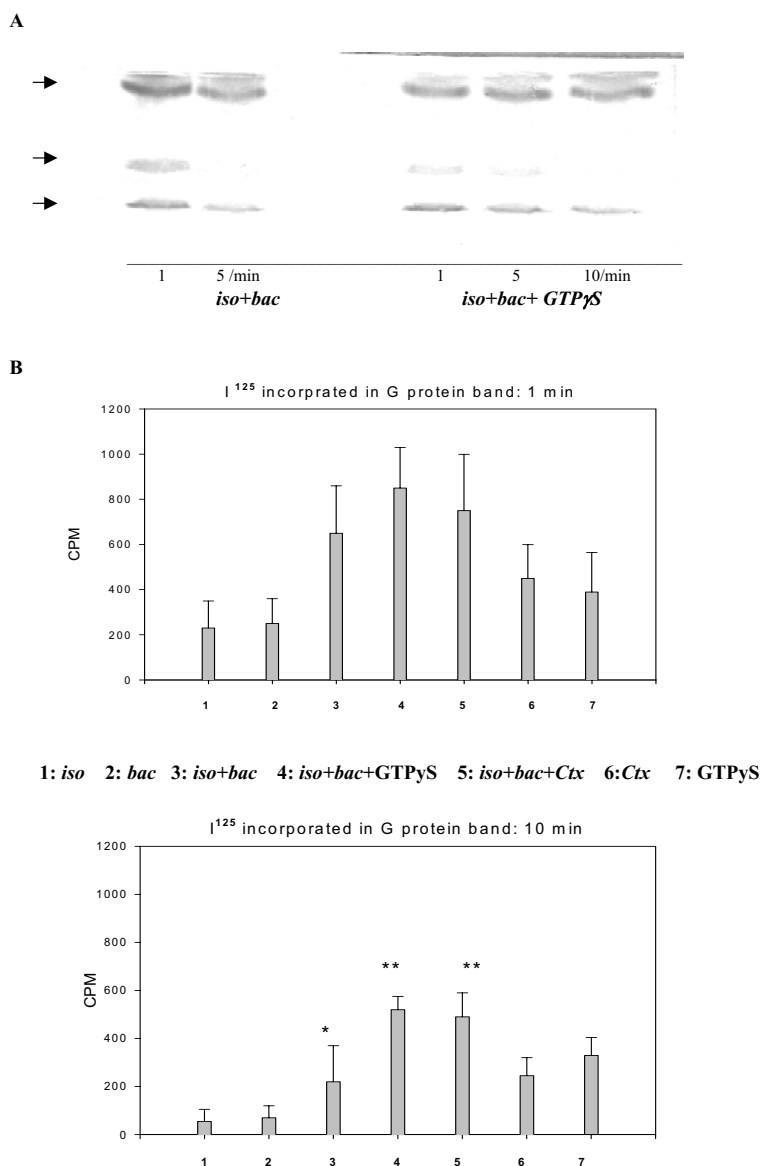 A
1 5 /min 1 5 10/min
iso+bac iso+bac+ GTPγS
B
I 125 incorprated in G protein band: 1 min
1200
1000
800
600
400
200
0
CPM
1 2 3 4 5 6 7
1: iso 2: bac 3: iso+bac 4: iso+bac+GTPyS 5: iso+bac+Ctx 6:Ctx 7: GTPyS
I125 incorporated in G protein band: 10 min
1200
1000
800
600
400
200
0
CPM
** **
*
1 2 3 4 5 6 7